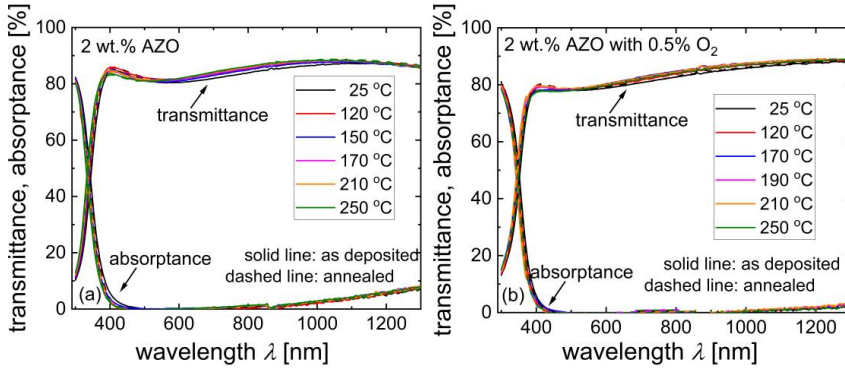 transmittance, absorptance [%]
100
80
60
40
20
0
2 wt.% AZO
transmittance
25 °C
120 °C
150 °C
170 °C
210 °C
250 °C
absorptance
solid line: as deposited
dashed line: annealed
(a)
400 600 800 1000 1200
wavelength λ [nm]
transmittance, absorptance [%]
100
80
60
40
20
0
2 wt.% AZO with 0.5% O₂
transmittance
25 °C
120 °C
170 °C
190 °C
210 °C
250 °C
absorptance
solid line: as deposited
dashed line: annealed
(b)
400 600 800 1000 1200
wavelength λ [nm]